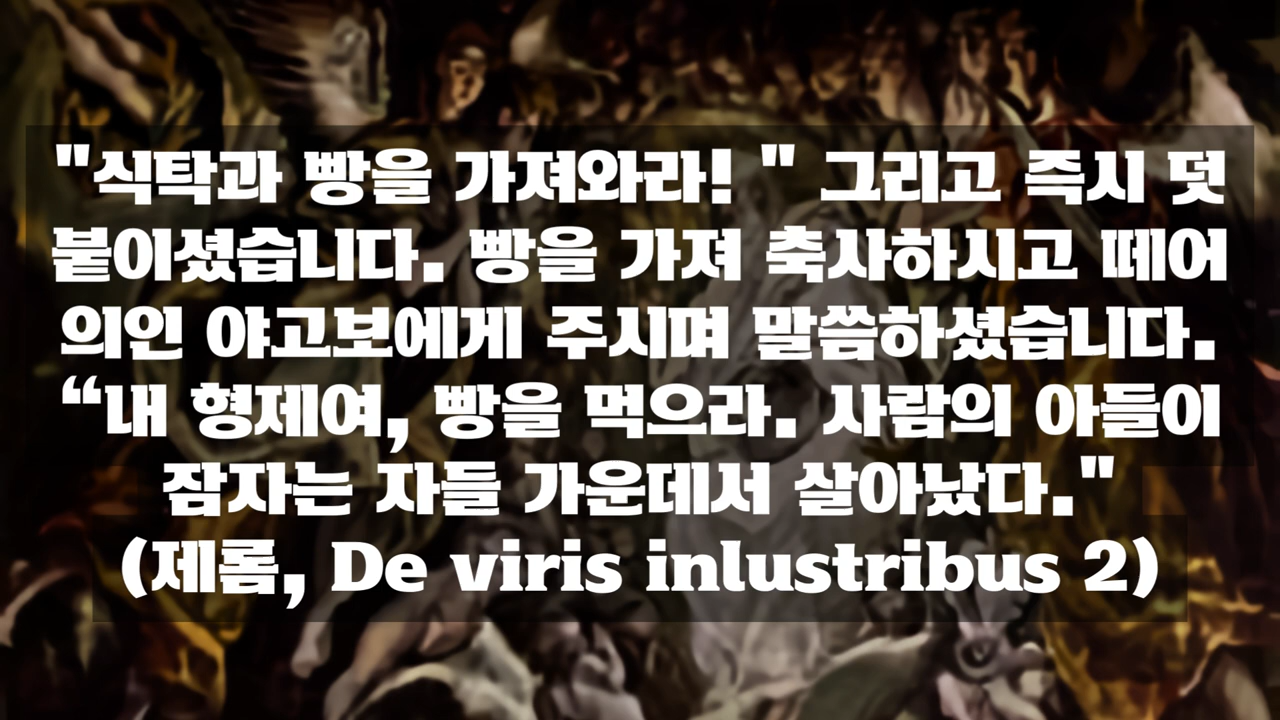 "식탁과 빵을 가져와라! " 그리고 즉시 덧
붙이셨습니다. 빵을 가져 축사하시고 떼어
의인 야고보에게 주시며 말씀하셨습니다.
“내 형제여, 빵을 먹으라. 사람의 아들이
잠자는 자들 가운데서 살아났다."
(제롬, De viris inlustribus 2)